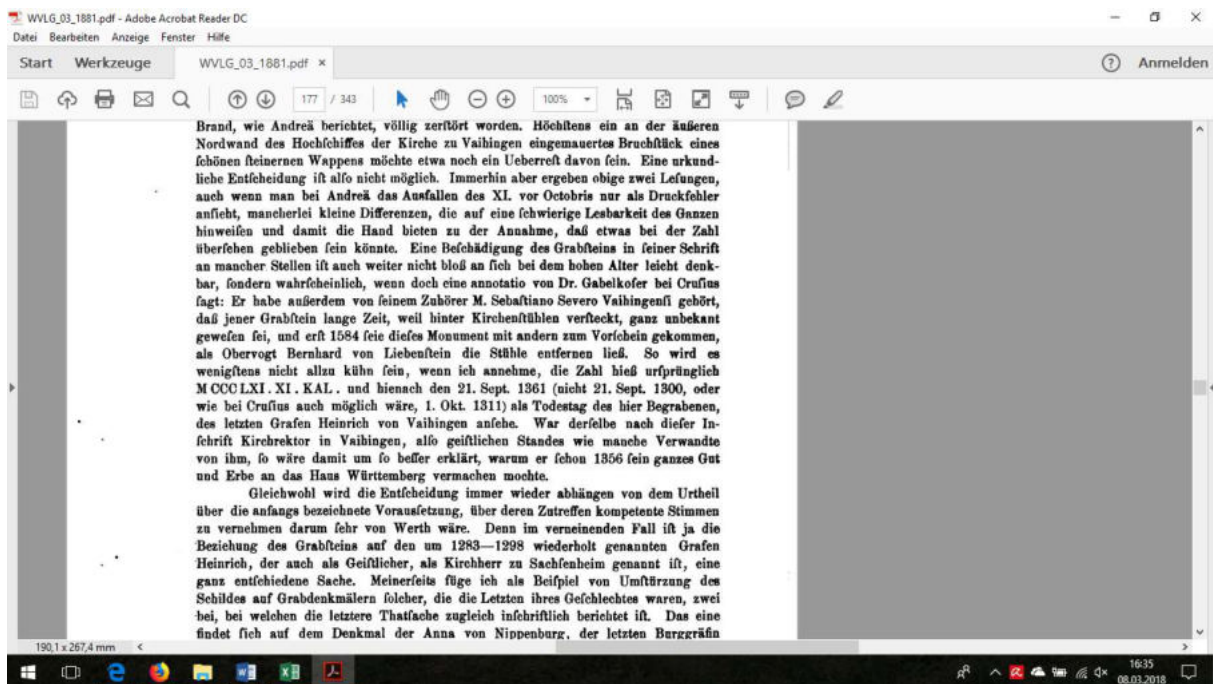 WVLG_03_1881.pdf - Adobe Acrobat Reader DC
Datei Bearbeiten Anzeige Fenster Hilfe
Start Werkzeuge WVLG_03_1881.pdf × Anmelden
177 / 343 100%
Brand, wie Andreä berichtet, völlig zerſtört worden. Höchſtens ein an der äußeren
Nordwand des Hochſchiffes der Kirche zu Vaihingen eingemauertes Bruchſtück eines
ſchönen ſteinernen Wappens möchte etwa noch ein Ueberreſt davon ſein. Eine urkund-
liche Entſcheidung iſt alſo nicht möglich. Immerhin aber ergeben obige zwei Leſungen,
auch wenn man bei Andreä das Ausfallen des XI. vor Octobris nur als Druckfehler
anſieht, mancherlei kleine Differenzen, die auf eine ſchwierige Lesbarkeit des Ganzen
hinweiſen und damit die Hand bieten zu der Annahme, daß etwas bei der Zahl
überſehen geblieben ſein könnte. Eine Beſchädigung des Grabſteins in ſeiner Schrift
an mancher Stellen iſt auch weiter nicht bloß an ſich bei dem hohen Alter leicht denk-
bar, ſondern wahrſcheinlich, wenn doch eine annotatio von Dr. Gabelkofer bei Cruſius
ſagt: Er habe außerdem von ſeinem Zuhörer M. Sebaſtiano Severo Vaihingenſi gehört,
daß jener Grabſtein lange Zeit, weil hinter Kirchenſtühlen verſteckt, ganz unbekant
geweſen ſei, und erſt 1584 ſeie dieſes Monument mit andern zum Vorſchein gekommen,
als Obervogt Bernhard von Liebenſtein die Stühle entfernen ließ. So wird es
wenigſtens nicht allzu kühn ſein, wenn ich annehme, die Zahl hieß urſprünglich
M CCC LXI . XI . KAL . und hienach den 21. Sept. 1361 (nicht 21. Sept. 1300, oder
wie bei Cruſius auch möglich wäre, 1. Okt. 1311) als Todestag des hier Begrabenen,
des letzten Grafen Heinrich von Vaihingen anſehe. War derſelbe nach dieſer In-
ſchrift Kirchrektor in Vaihingen, alſo geiſtlichen Standes wie manche Verwandte
von ihm, ſo wäre damit um ſo beſſer erklärt, warum er ſchon 1356 ſein ganzes Gut
und Erbe an das Haus Württemberg vermachen mochte.
Gleichwohl wird die Entſcheidung immer wieder abhängen von dem Urtheil
über die anfangs bezeichnete Vorausſetzung, über deren Zutreffen kompetente Stimmen
zu vernehmen darum ſehr von Werth wäre. Denn im verneinenden Fall iſt ja die
Beziehung des Grabſteins auf den um 1283—1298 wiederholt genannten Grafen
Heinrich, der auch als Geiſtlicher, als Kirchherr zu Sachſenheim genannt iſt, eine
ganz entſchiedene Sache. Meinerſeits füge ich als Beiſpiel von Umſtürzung des
Schildes auf Grabdenkmälern ſolcher, die die Letzten ihres Geſchlechtes waren, zwei
bei, bei welchen die letztere Thatſache zugleich inſchriftlich berichtet iſt. Das eine
findet ſich auf dem Denkmal der Anna von Nippenburg, der letzten Burggräfin
190,1 x 267,4 mm
16:35
08.03.2018